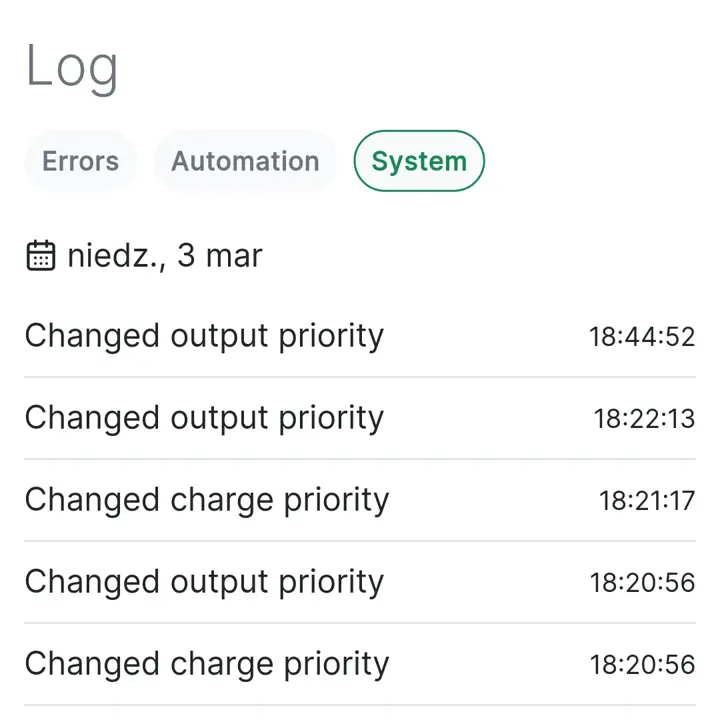 Log
Errors Automation System
niedz., 3 mar
Changed output priority 18:44:52
Changed output priority 18:22:13
Changed charge priority 18:21:17
Changed output priority 18:20:56
Changed charge priority 18:20:56